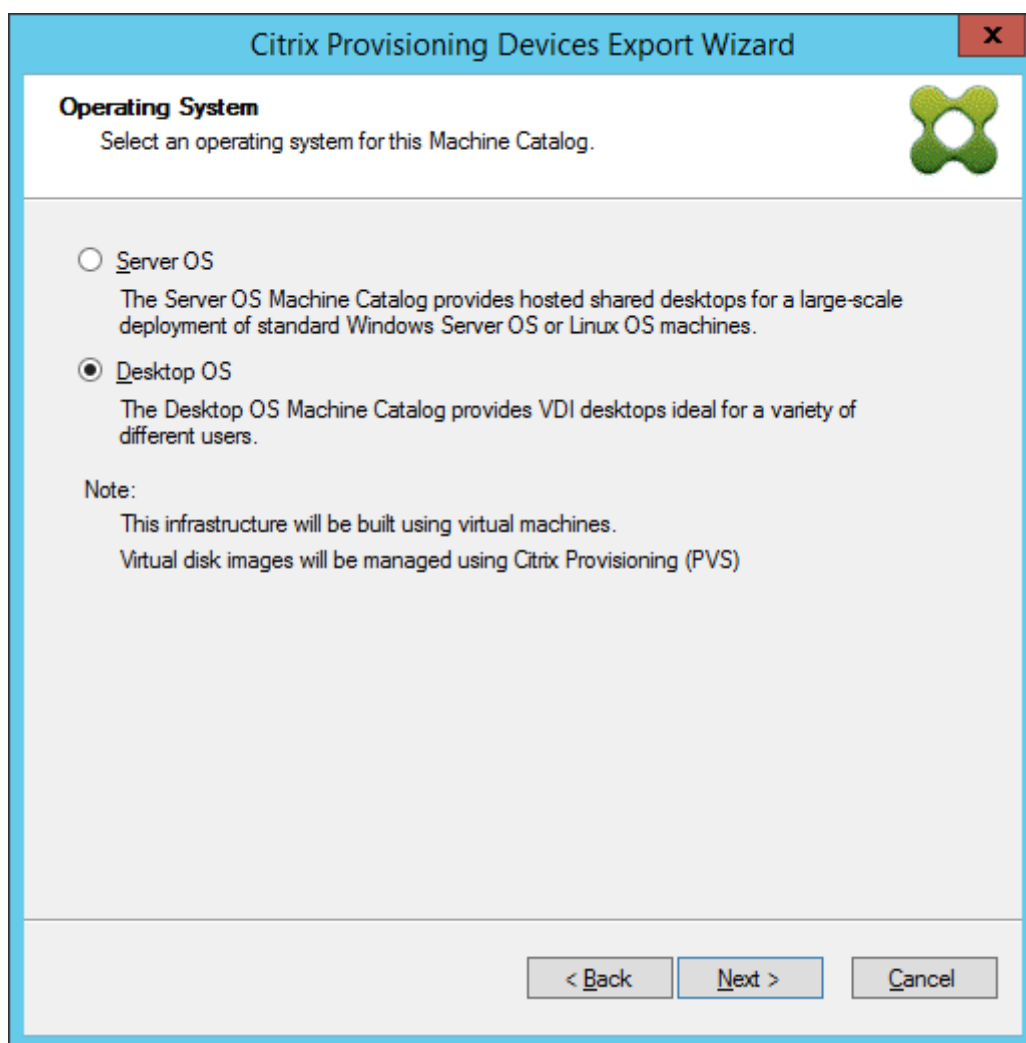 Citrix Provisioning Devices Export Wizard
x
Operating System
Select an operating system for this Machine Catalog.
Server OS
The Server OS Machine Catalog provides hosted shared desktops for a large-scale
deployment of standard Windows Server OS or Linux OS machines.
Desktop OS
The Desktop OS Machine Catalog provides VDI desktops ideal for a variety of
different users.
Note:
This infrastructure will be built using virtual machines.
Virtual disk images will be managed using Citrix Provisioning (PVS)
< Back Next > Cancel